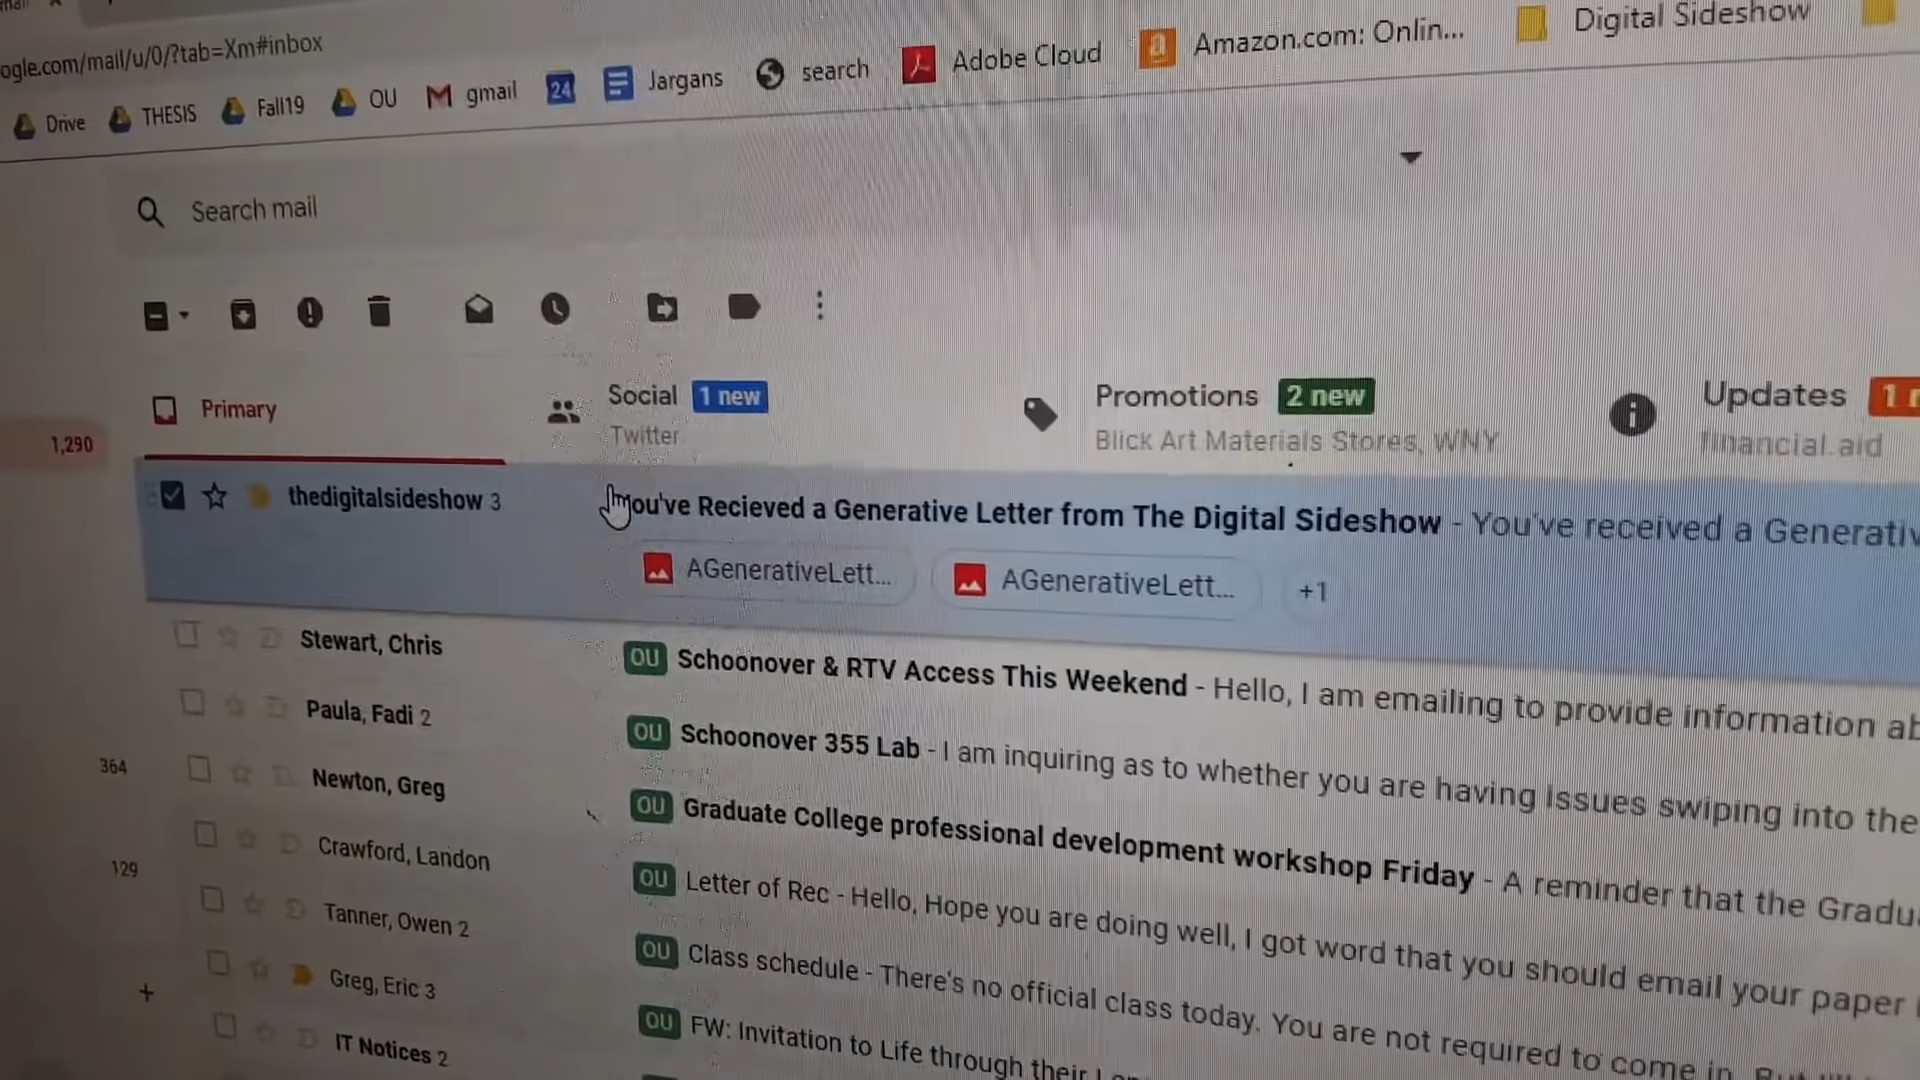 ogle.com/mail/u/0/?tab=Xm#inbox
Drive THESIS Fall19 OU gmail 24 Jargans search Adobe Cloud Amazon.com: Onlin... Digital Sideshow
Search mail
Primary Social 1 new Promotions 2 new Updates 1
Twitter Blick Art Materials Stores, WNY financial.aid
1,290
thedigitalsideshow 3 You've Recieved a Generative Letter from The Digital Sideshow - You've received a Generativ
AGenerativeLett... AGenerativeLett... +1
Stewart, Chris OU Schoonover & RTV Access This Weekend - Hello, I am emailing to provide information ab
Paula, Fadi 2 OU Schoonover 355 Lab - I am inquiring as to whether you are having issues swiping into the
364
Newton, Greg OU Graduate College professional development workshop Friday - A reminder that the Gradu
Crawford, Landon OU Letter of Rec - Hello, Hope you are doing well, I got word that you should email your paper
129
Tanner, Owen 2 OU Class schedule - There's no official class today. You are not required to come in.
Greg, Eric 3 OU FW: Invitation to Life through their
IT Notices 2